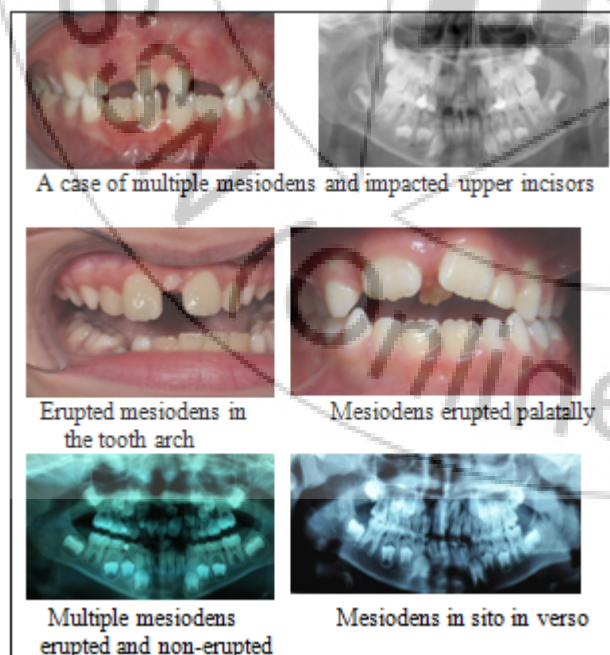 A case of multiple mesiodens and impacted upper incisors
Erupted mesiodens in
the tooth arch
Mesiodens erupted palatally
Multiple mesiodens
erupted and non-erupted
Mesiodens in sito in verso